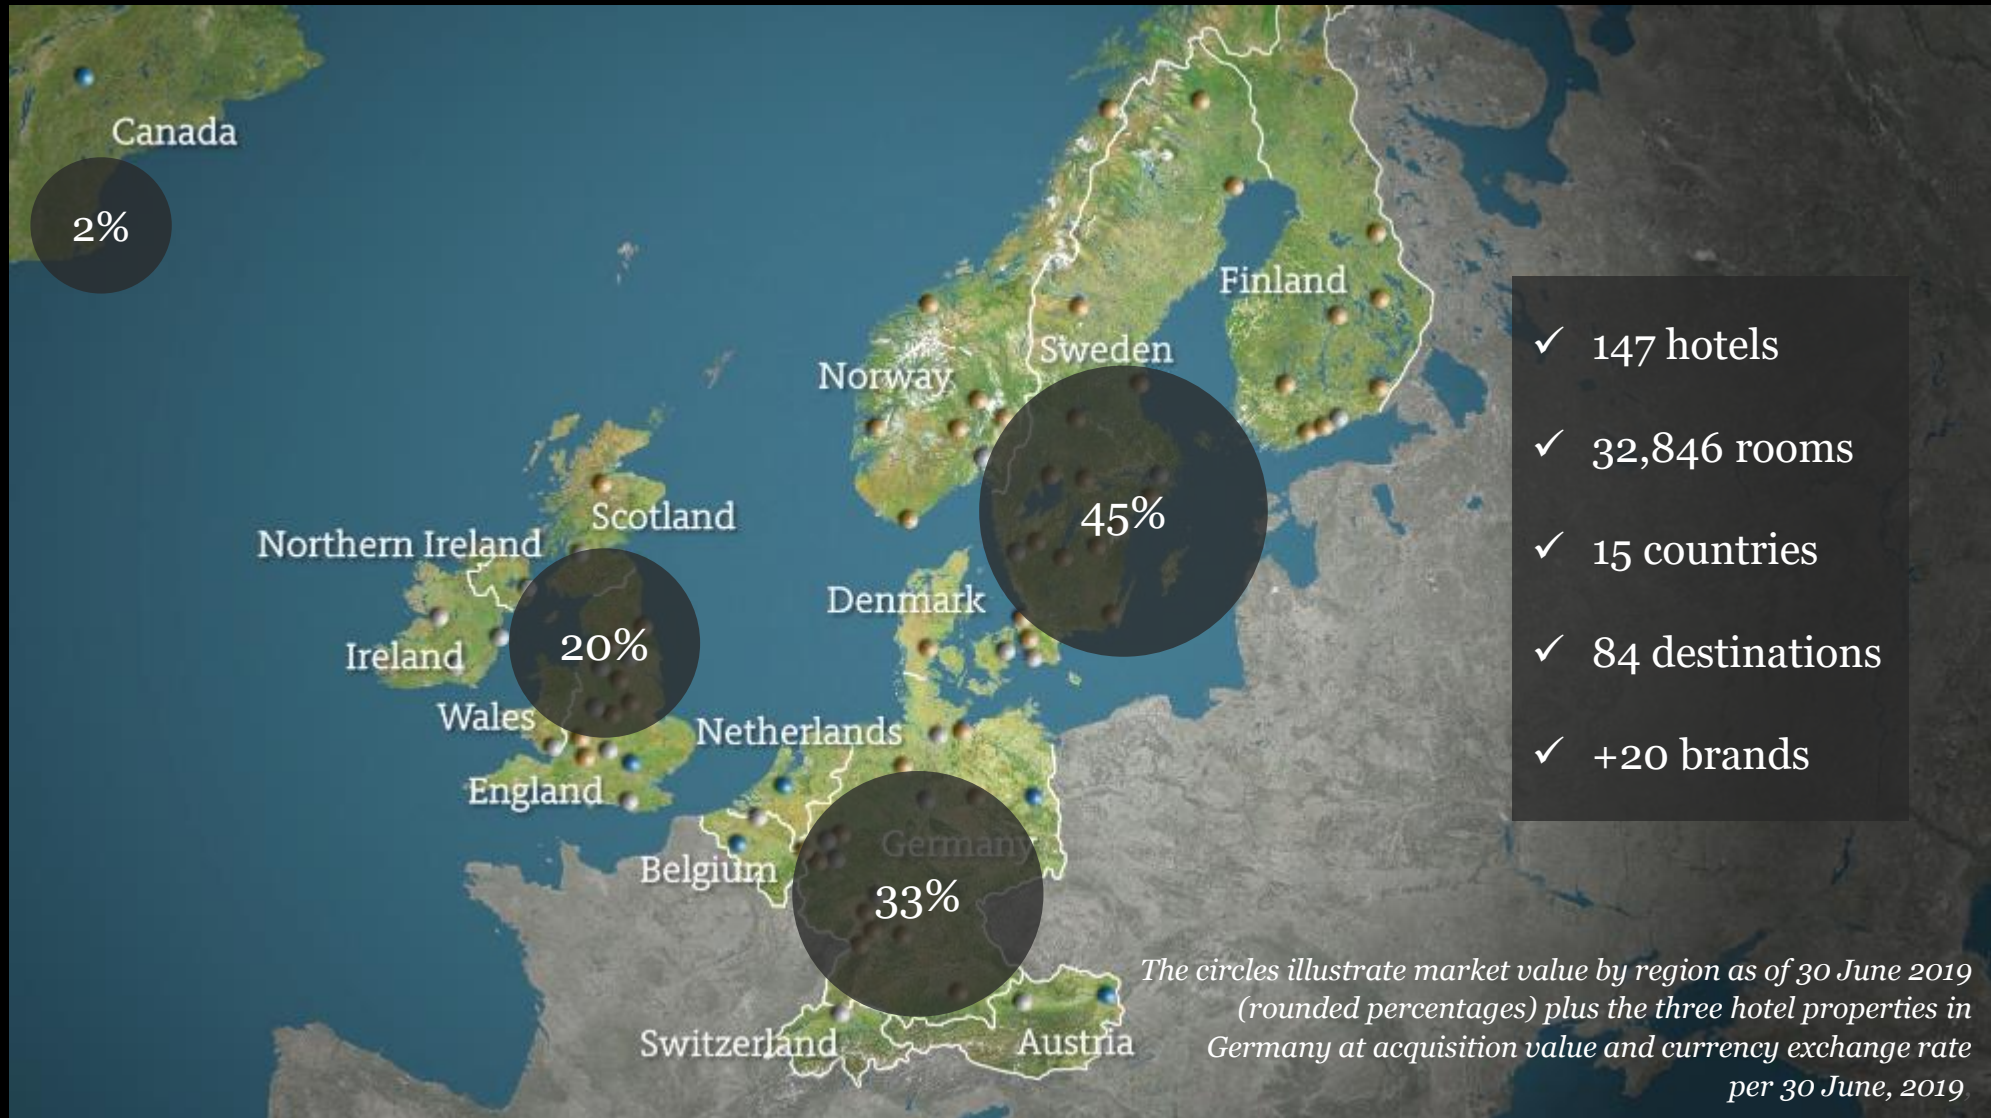 Canada
2%
Finland
Sweden
Norway
45%
Scotland
Northern Ireland
Denmark
20%
Ireland
Wales
Netherlands
England
Germany
Belgium
33%
Switzerland
Austria
✓ 147 hotels
✓ 32,846 rooms
✓ 15 countries
✓ 84 destinations
✓ +20 brands
The circles illustrate market value by region as of 30 June 2019
(rounded percentages) plus the three hotel properties in
Germany at acquisition value and currency exchange rate
per 30 June, 2019